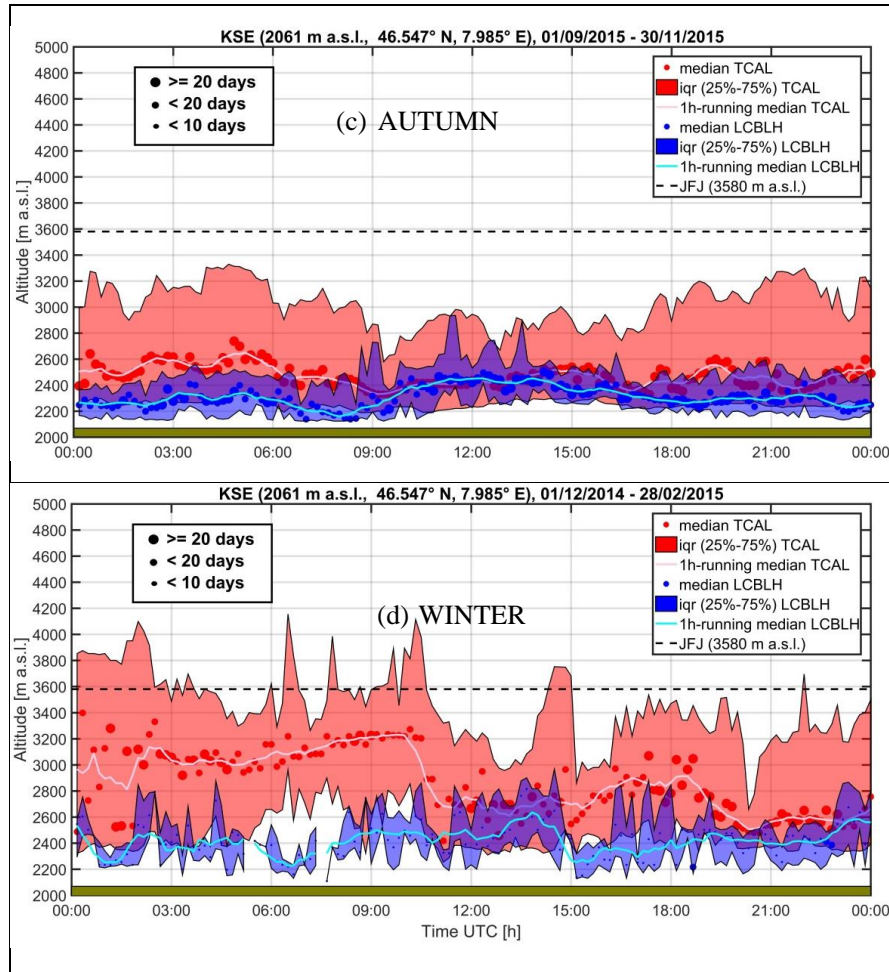 KSE (2061 m a.s.l., 46.547° N, 7.985° E), 01/09/2015 - 30/11/2015
Altitude [m a.s.l.]
5000
4800
4600
4400
4200
4000
3800
3600
3400
3200
3000
2800
2600
2400
2200
2000
>= 20 days
< 20 days
< 10 days
(c) AUTUMN
median TCAL
iqr (25%-75%) TCAL
1h-running median TCAL
median LCBLH
iqr (25%-75%) LCBLH
1h-running median LCBLH
JFJ (3580 m a.s.l.)
00:00 03:00 06:00 09:00 12:00 15:00 18:00 21:00 00:00
KSE (2061 m a.s.l., 46.547° N, 7.985° E), 01/12/2014 - 28/02/2015
Altitude [m a.s.l.]
5000
4800
4600
4400
4200
4000
3800
3600
3400
3200
3000
2800
2600
2400
2200
2000
>= 20 days
< 20 days
< 10 days
(d) WINTER
median TCAL
iqr (25%-75%) TCAL
1h-running median TCAL
median LCBLH
iqr (25%-75%) LCBLH
1h-running median LCBLH
JFJ (3580 m a.s.l.)
00:00 03:00 06:00 09:00 12:00 15:00 18:00 21:00 00:00
Time UTC [h]